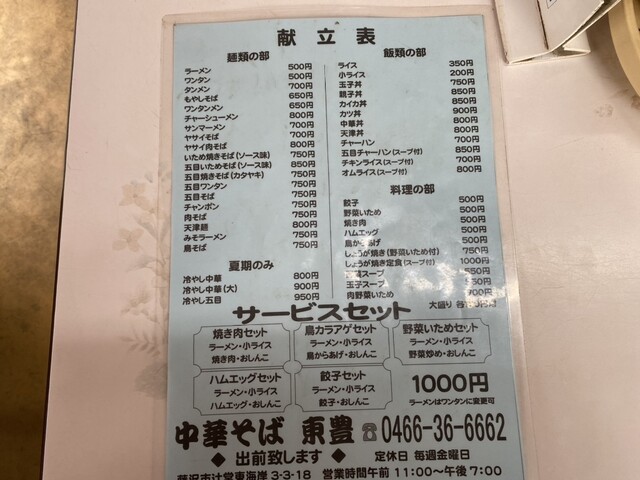 献立表
麺類の部
ラーメン 500円
ワンタン 500円
タンメン 700円
もやしそば 650円
ワンタンメン 650円
チャーシューメン 800円
サンマーメン 700円
ヤサイそば 700円
ヤサイ肉そば 800円
いため焼きそば(ソース味) 750円
五目いためそば(ソース味) 850円
五目焼きそば(カタヤキ) 750円
五目ワンタン 750円
五目そば 750円
チャンポン 750円
肉そば 750円
天津麺 800円
みそラーメン 750円
鳥そば 750円
夏期のみ
冷やし中華 800円
冷やし中華(大) 900円
冷やし五目 950円
飯類の部
ライス 350円
小ライス 200円
玉子丼 750円
親子丼 850円
カイカ丼 850円
カツ丼 900円
中華丼 800円
天津丼 800円
チャーハン 700円
五目チャーハン(スープ付) 850円
チキンライス(スープ付) 700円
オムライス(スープ付) 800円
料理の部
餃子 500円
野菜いため 500円
焼き肉 500円
ハムエッグ 500円
鳥からあげ 500円
しょうが焼き(野菜いため付) 750円
しょうが焼き定食(スープ付) 1000円
スープ 550円
玉子スープ
肉野菜いため 700円
大盛り
サービスセット
焼き肉セット
ラーメン・小ライス
焼き肉・おしんこ
鳥カラアゲセット
ラーメン・小ライス
鳥からあげ・おしんこ
野菜いためセット
ラーメン・小ライス
野菜炒め・おしんこ
ハムエッグセット
ラーメン・小ライス
ハムエッグ・おしんこ
餃子セット
ラーメン・小ライス
餃子・おしんこ
1000円
ラーメンはワンタンに変更可
中華そば 東豊 ☎0466-36-6662
◆ 出前致します ◆ 定休日 毎週金曜日
藤沢市辻堂東海岸3-3-18 営業時間午前11:00〜午後7:00